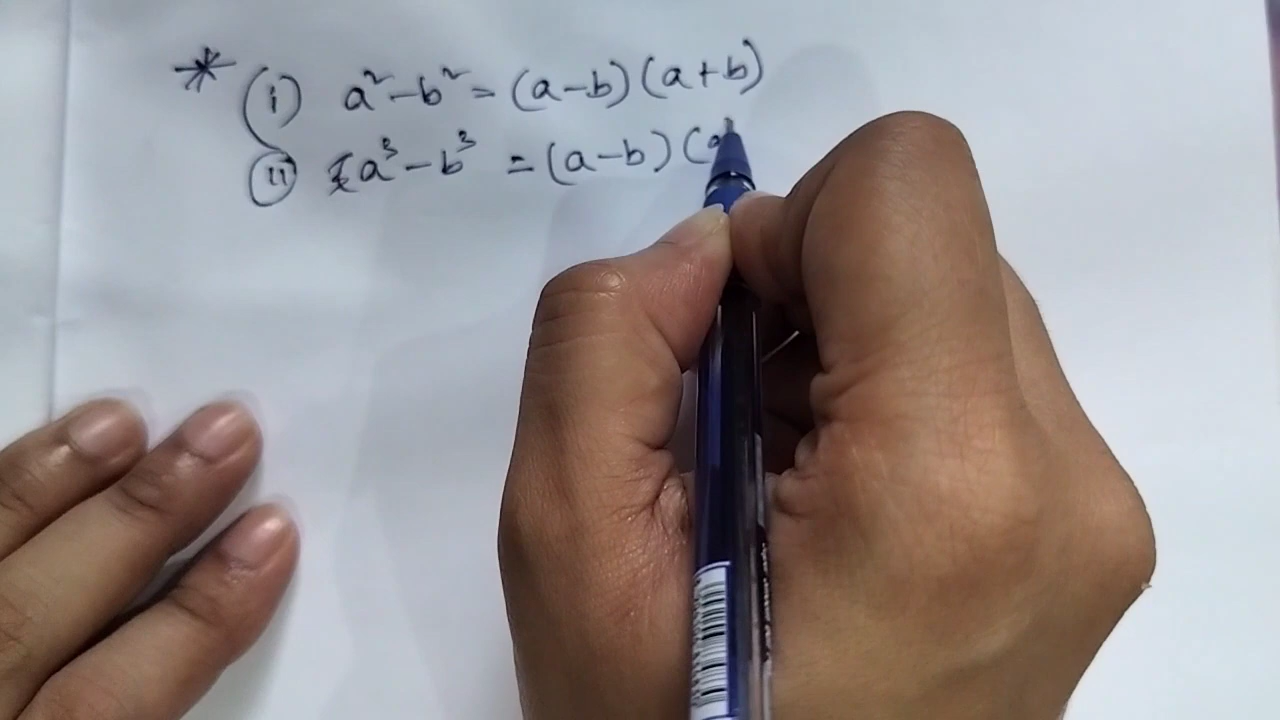 * (i) a² - b² = (a - b) (a + b)
(ii) a³ - b³ = (a - b) (a